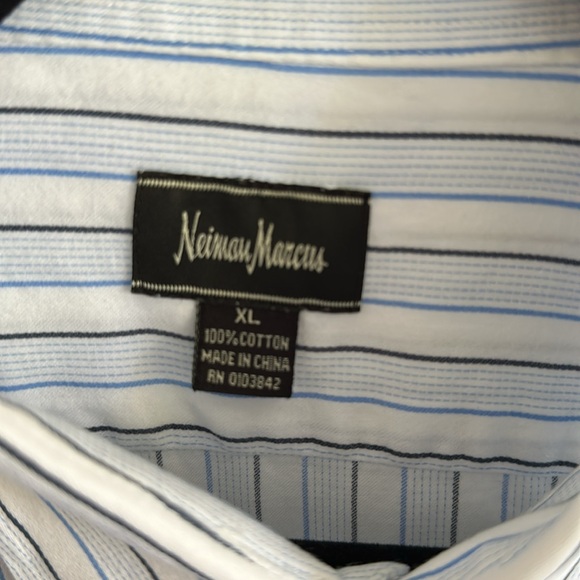 Neiman Marcus
XL
100% COTTON
MADE IN CHINA
RN 0103842